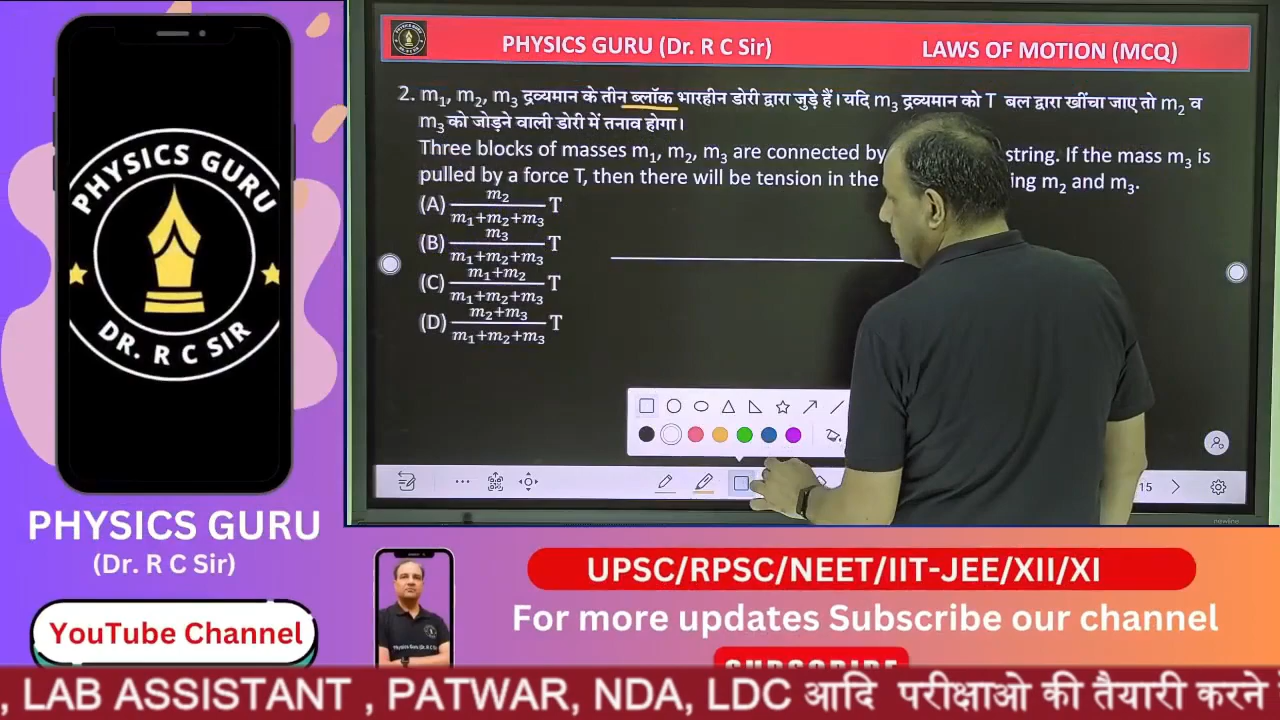 PHYSICS GURU (Dr. R C Sir)
LAWS OF MOTION (MCQ)
2. m₁, m₂, m₃ द्रव्यमान के तीन ब्लॉक भारहीन डोरी द्वारा जुड़े हैं। यदि m₃ द्रव्यमान को T बल द्वारा खींचा जाए तो m₂ व
m₃ को जोड़ने वाली डोरी में तनाव होगा।
Three blocks of masses m₁, m₂, m₃ are connected by string. If the mass m₃ is
pulled by a force T, then there will be tension in the ing m₂ and m₃.
(A) m₂/(m₁+m₂+m₃) T
(B) m₃/(m₁+m₂+m₃) T
(C) (m₁+m₂)/(m₁+m₂+m₃) T
(D) (m₂+m₃)/(m₁+m₂+m₃) T
15
newline
PHYSICS GURU
DR. R C SIR
PHYSICS GURU
(Dr. R C Sir)
YouTube Channel
UPSC/RPSC/NEET/IIT-JEE/XII/XI
For more updates Subscribe our channel
SUBSCRIBE
, LAB ASSISTANT , PATWAR, NDA, LDC आदि परीक्षाओ की तैयारी करने